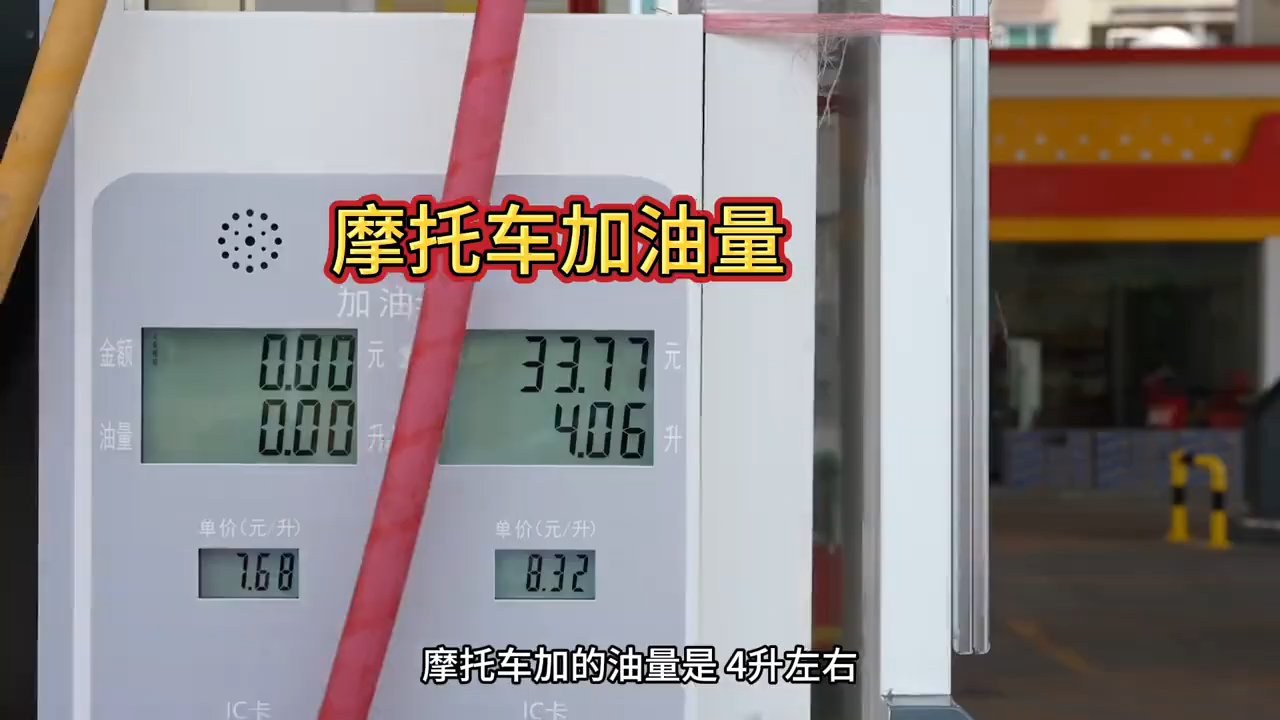 摩托车加油量
加油
金额
0.00
元
33.77
元
油量
0.00
升
4.06
升
单价(元/升)
单价(元/升)
7.68
8.32
摩托车加的油量是 4升左右
IC卡
IC卡